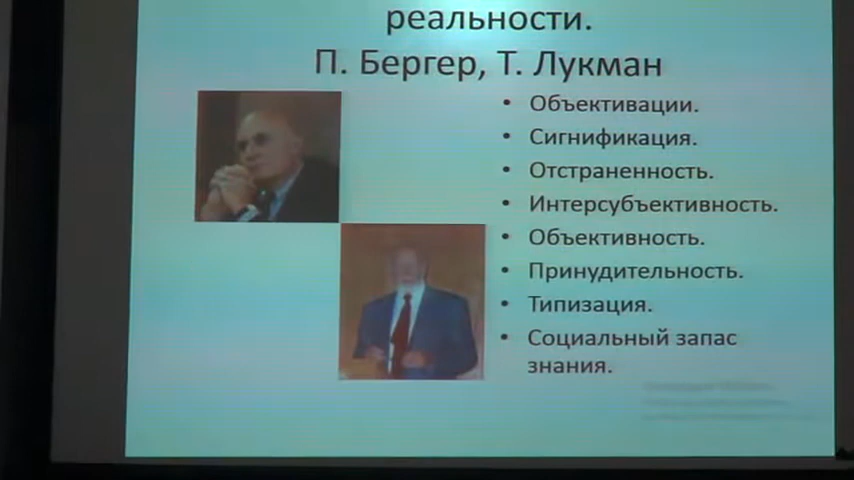 реальности.
П. Бергер, Т. Лукман
• Объективации.
• Сигнификация.
• Отстраненность.
• Интерсубъективность.
• Объективность.
• Принудительность.
• Типизация.
• Социальный запас
знания.